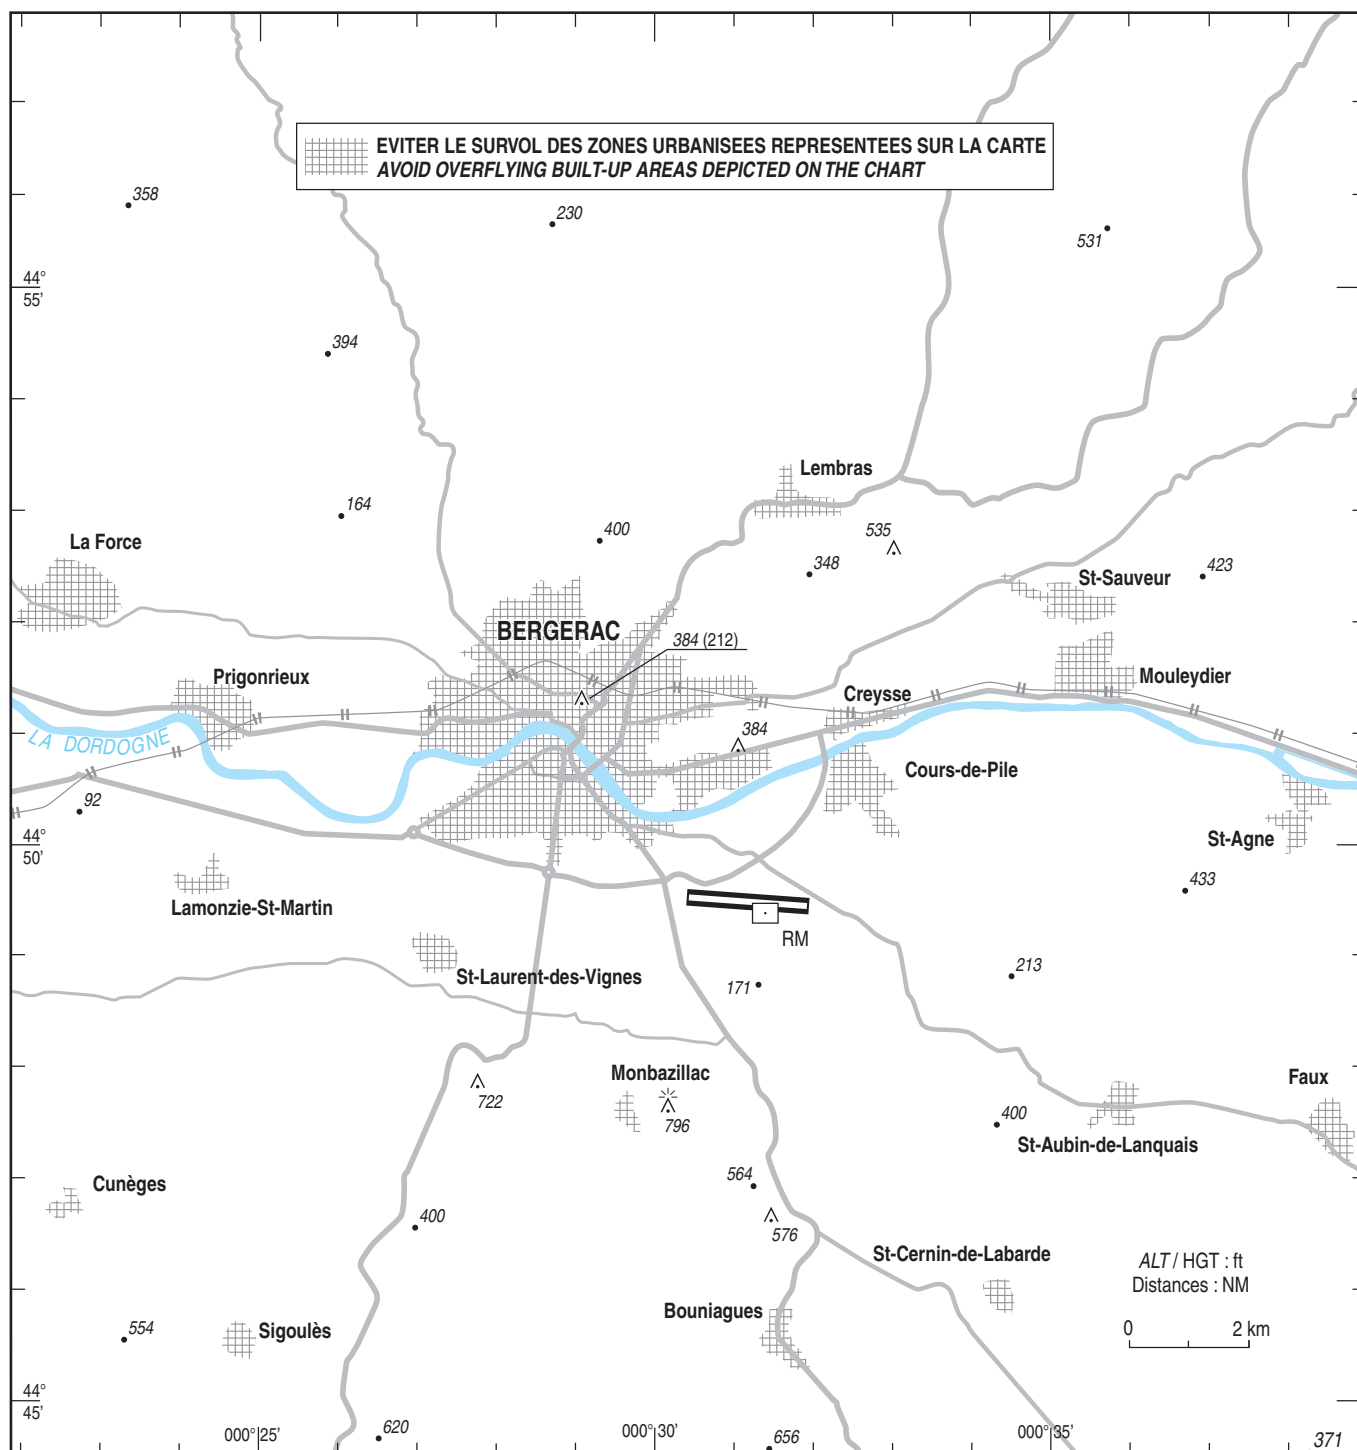 EVITER LE SURVOL DES ZONES URBANISEES REPRESENTEES SUR LA CARTE
AVOID OVERFLYING BUILT-UP AREAS DEPICTED ON THE CHART
358
230
531
44°
55'
394
Lembras
164
400
535
La Force
348
423
St-Sauveur
BERGERAC
384 (212)
Prigonrieux
Mouleydier
Creysse
LA DORDOGNE
384
Cours-de-Pile
92
44°
50'
St-Agne
433
Lamonzie-St-Martin
RM
213
St-Laurent-des-Vignes
171
Monbazillac
Faux
722
796
400
St-Aubin-de-Lanquais
564
Cunèges
400
576
St-Cernin-de-Labarde
ALT / HGT : ft
Distances : NM
Bouniagues
554
Sigoulès
0 2 km
44°
45'
000° 25'
620
000° 30'
656
000° 35'
371